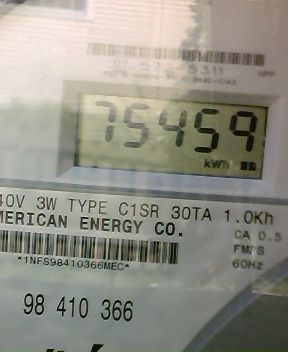 75459
kWh
40V 3W TYPE C1SR 30TA 1.0Kh
MERICAN ENERGY CO.
CA 0.5
*1NFS98410366MEC*
60Hz
98 410 366